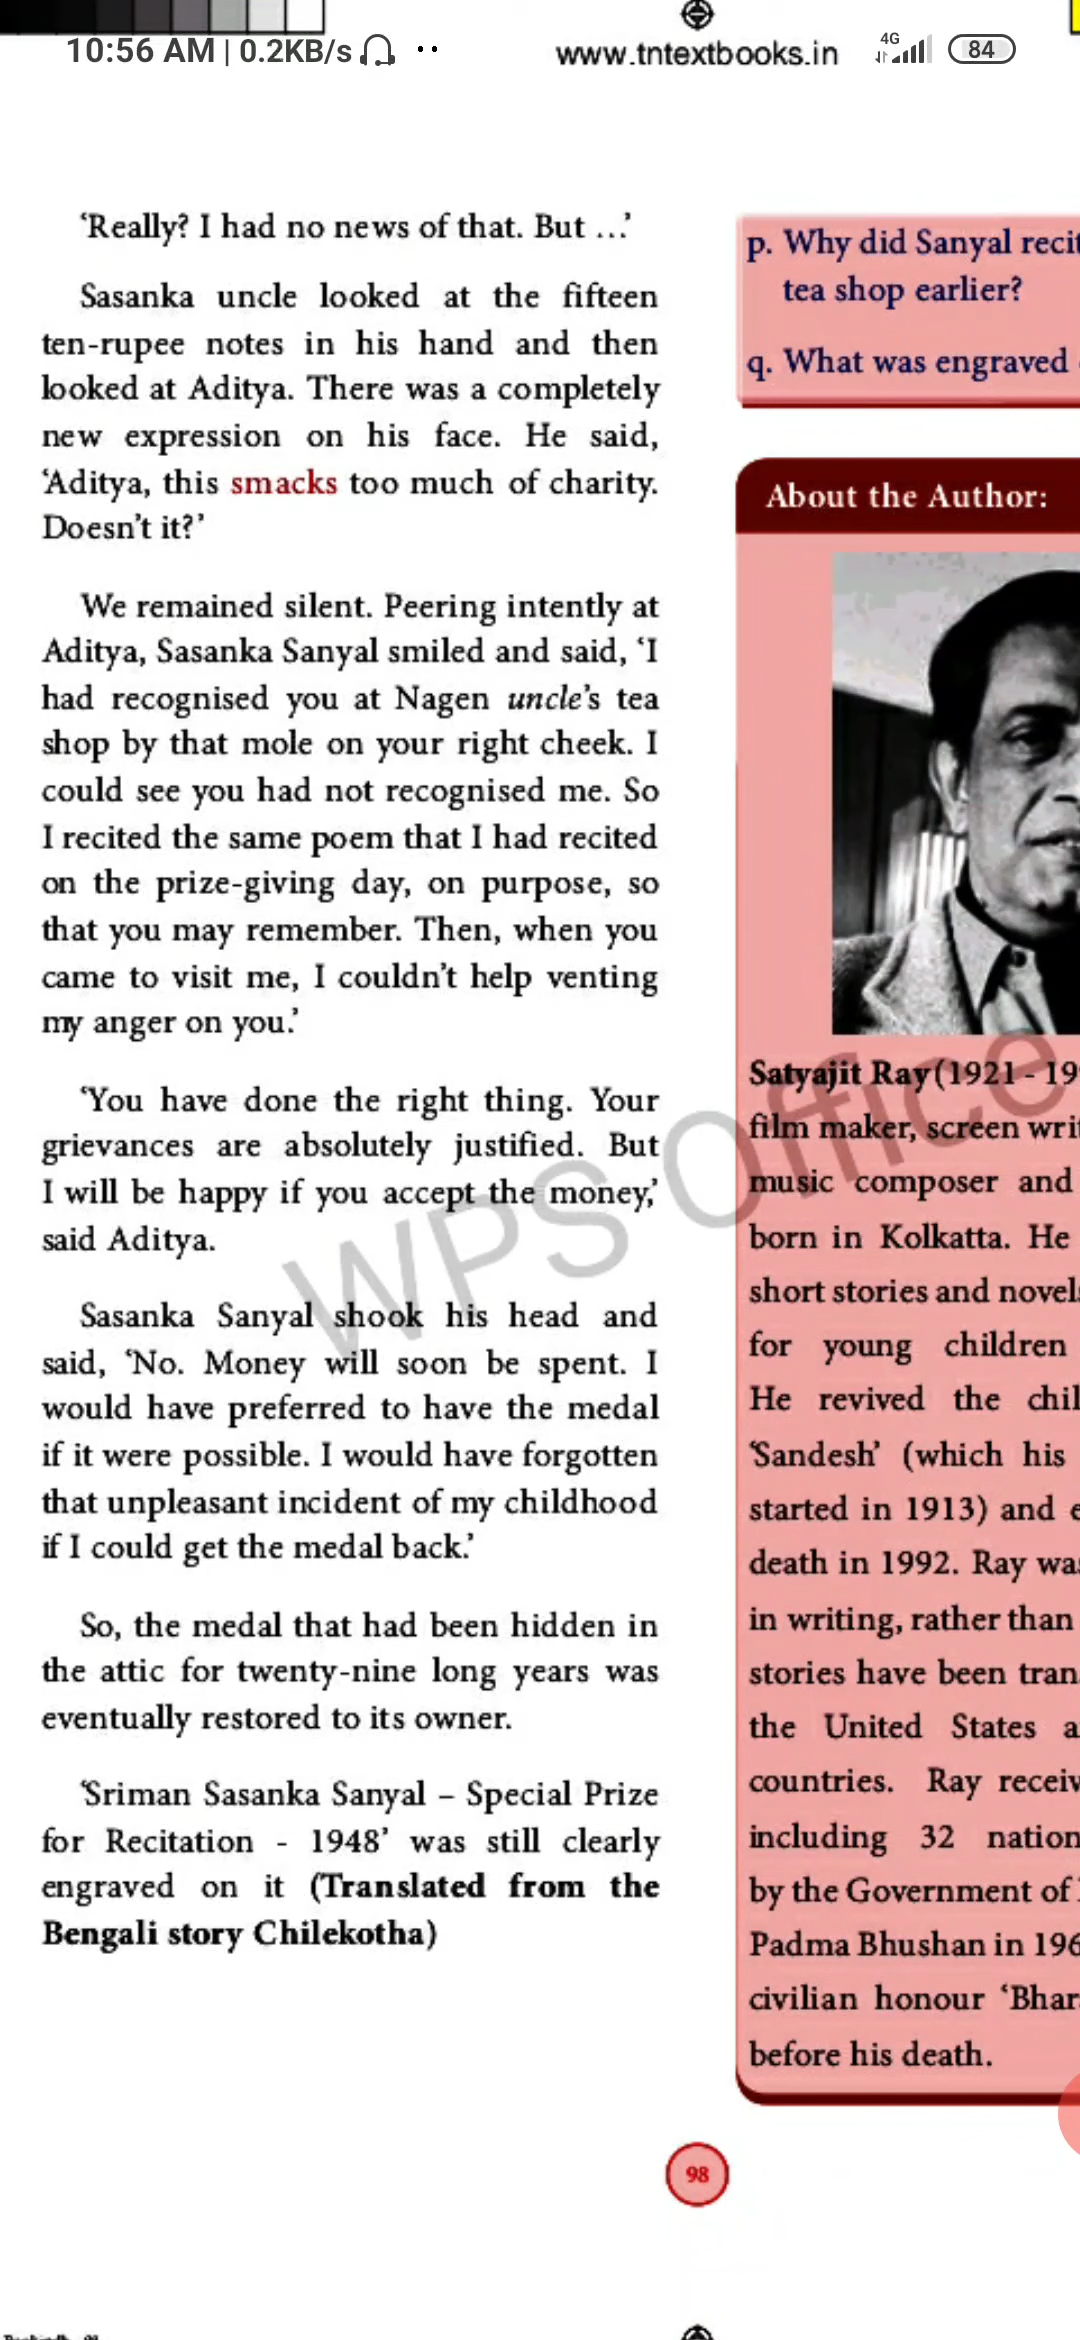 10:56 AM | 0.2KB/s
www.tntextbooks.in
4G
84
‘Really? I had no news of that. But ...’
Sasanka uncle looked at the fifteen
ten-rupee notes in his hand and then
looked at Aditya. There was a completely
new expression on his face. He said,
‘Aditya, this smacks too much of charity.
Doesn’t it?’
We remained silent. Peering intently at
Aditya, Sasanka Sanyal smiled and said, ‘I
had recognised you at Nagen uncle’s tea
shop by that mole on your right cheek. I
could see you had not recognised me. So
I recited the same poem that I had recited
on the prize-giving day, on purpose, so
that you may remember. Then, when you
came to visit me, I couldn’t help venting
my anger on you.’
‘You have done the right thing. Your
grievances are absolutely justified. But
I will be happy if you accept the money,’
said Aditya.
Sasanka Sanyal shook his head and
said, ‘No. Money will soon be spent. I
would have preferred to have the medal
if it were possible. I would have forgotten
that unpleasant incident of my childhood
if I could get the medal back.’
So, the medal that had been hidden in
the attic for twenty-nine long years was
eventually restored to its owner.
‘Sriman Sasanka Sanyal – Special Prize
for Recitation - 1948’ was still clearly
engraved on it (Translated from the
Bengali story Chilekotha)
p. Why did Sanyal recit
tea shop earlier?
q. What was engraved
About the Author:
Satyajit Ray (1921 - 19
film maker, screen writ
music composer and
born in Kolkatta. He
short stories and novels
for young children
He revived the chil
‘Sandesh’ (which his
started in 1913) and e
death in 1992. Ray was
in writing, rather than
stories have been tran
the United States a
countries. Ray receiv
including 32 nation
by the Government of
Padma Bhushan in 196
civilian honour ‘Bhar
before his death.
WPS Office
98